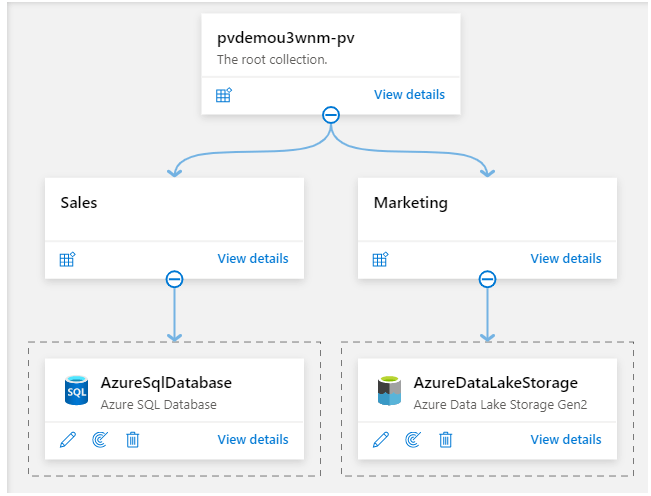 pvdemou3wnm-pv
The root collection.
View details
Sales
View details
Marketing
View details
SQL
AzureSqlDatabase
Azure SQL Database
View details
AzureDataLakeStorage
Azure Data Lake Storage Gen2
View details